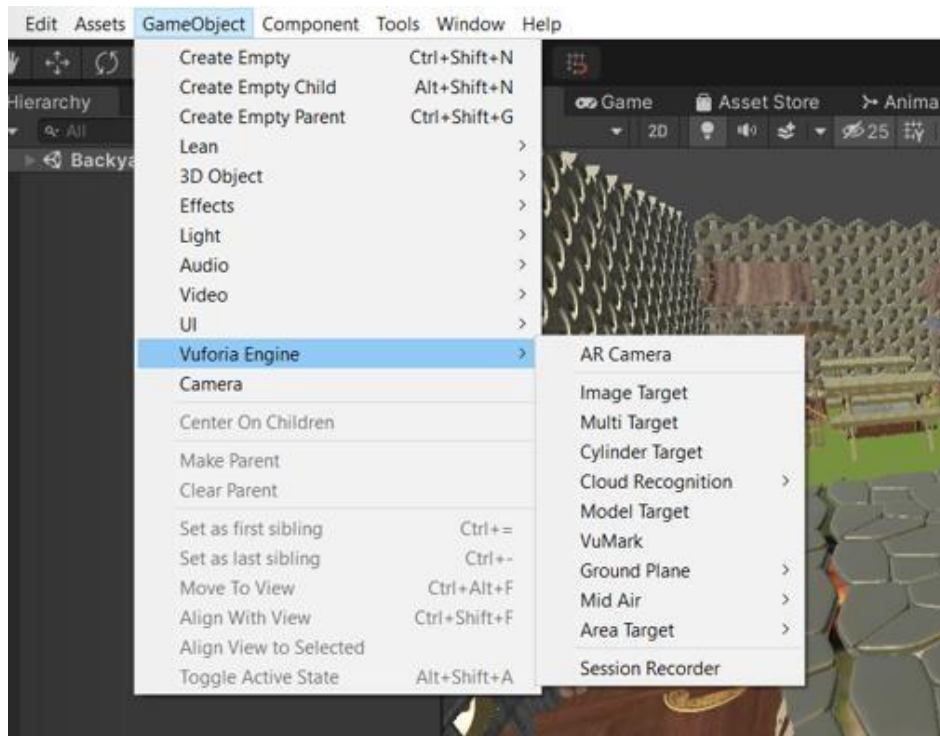 Edit Assets GameObject Component Tools Window Help
Hierarchy
All
Backya
Create Empty Ctrl+Shift+N
Create Empty Child Alt+Shift+N
Create Empty Parent Ctrl+Shift+G
Lean
3D Object
Effects
Light
Audio
Video
UI
Vuforia Engine
Camera
Center On Children
Make Parent
Clear Parent
Set as first sibling Ctrl+=
Set as last sibling Ctrl+-
Move To View Ctrl+Alt+F
Align With View Ctrl+Shift+F
Align View to Selected
Toggle Active State Alt+Shift+A
Game Asset Store Anima
2D 25
AR Camera
Image Target
Multi Target
Cylinder Target
Cloud Recognition
Model Target
VuMark
Ground Plane
Mid Air
Area Target
Session Recorder